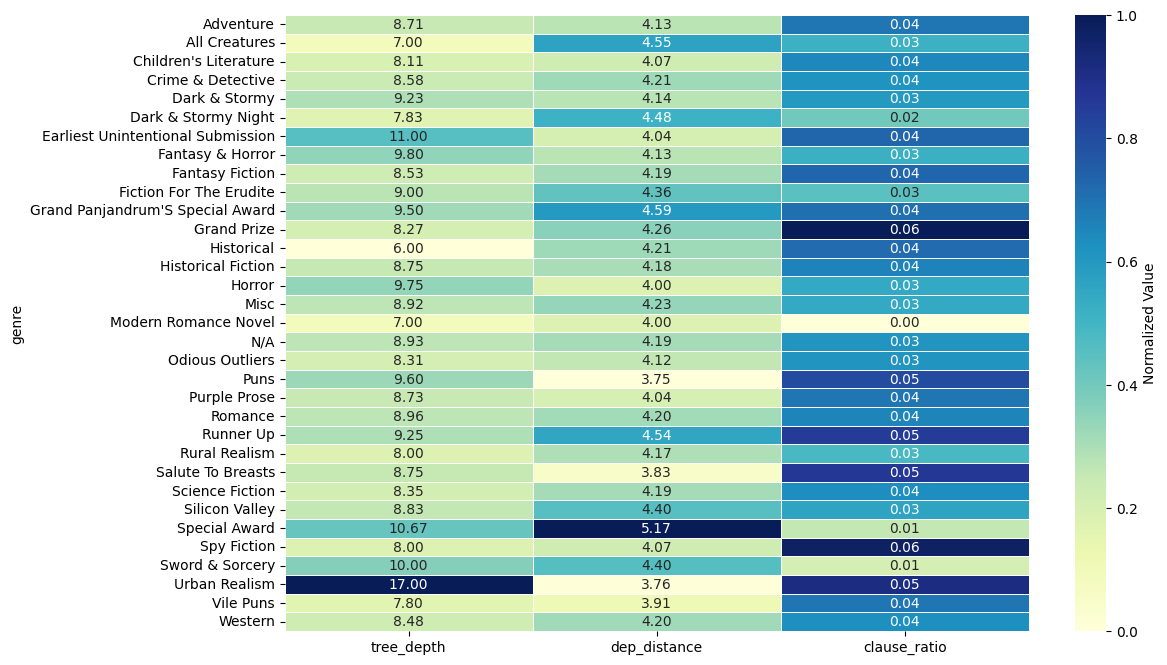 Adventure 8.71 4.13 0.04
All Creatures 7.00 4.55 0.03
Children's Literature 8.11 4.07 0.04
Crime & Detective 8.58 4.21 0.04
Dark & Stormy 9.23 4.14 0.03
Dark & Stormy Night 7.83 4.48 0.02
Earliest Unintentional Submission 11.00 4.04 0.04
Fantasy & Horror 9.80 4.13 0.03
Fantasy Fiction 8.53 4.19 0.04
Fiction For The Erudite 9.00 4.36 0.03
Grand Panjandrum'S Special Award 9.50 4.59 0.04
Grand Prize 8.27 4.26 0.06
Historical 6.00 4.21 0.04
Historical Fiction 8.75 4.18 0.04
Horror 9.75 4.00 0.03
Misc 8.92 4.23 0.03
Modern Romance Novel 7.00 4.00 0.00
N/A 8.93 4.19 0.03
Odious Outliers 8.31 4.12 0.03
Puns 9.60 3.75 0.05
Purple Prose 8.73 4.04 0.04
Romance 8.96 4.20 0.04
Runner Up 9.25 4.54 0.05
Rural Realism 8.00 4.17 0.03
Salute To Breasts 8.75 3.83 0.05
Science Fiction 8.35 4.19 0.04
Silicon Valley 8.83 4.40 0.03
Special Award 10.67 5.17 0.01
Spy Fiction 8.00 4.07 0.06
Sword & Sorcery 10.00 4.40 0.01
Urban Realism 17.00 3.76 0.05
Vile Puns 7.80 3.91 0.04
Western 8.48 4.20 0.04
tree_depth dep_distance clause_ratio
genre
1.0
0.8
0.6
0.4
0.2
0.0
Normalized Value